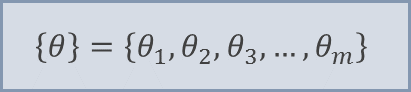 {θ} = {θ₁, θ₂, θ₃, … , θₘ}